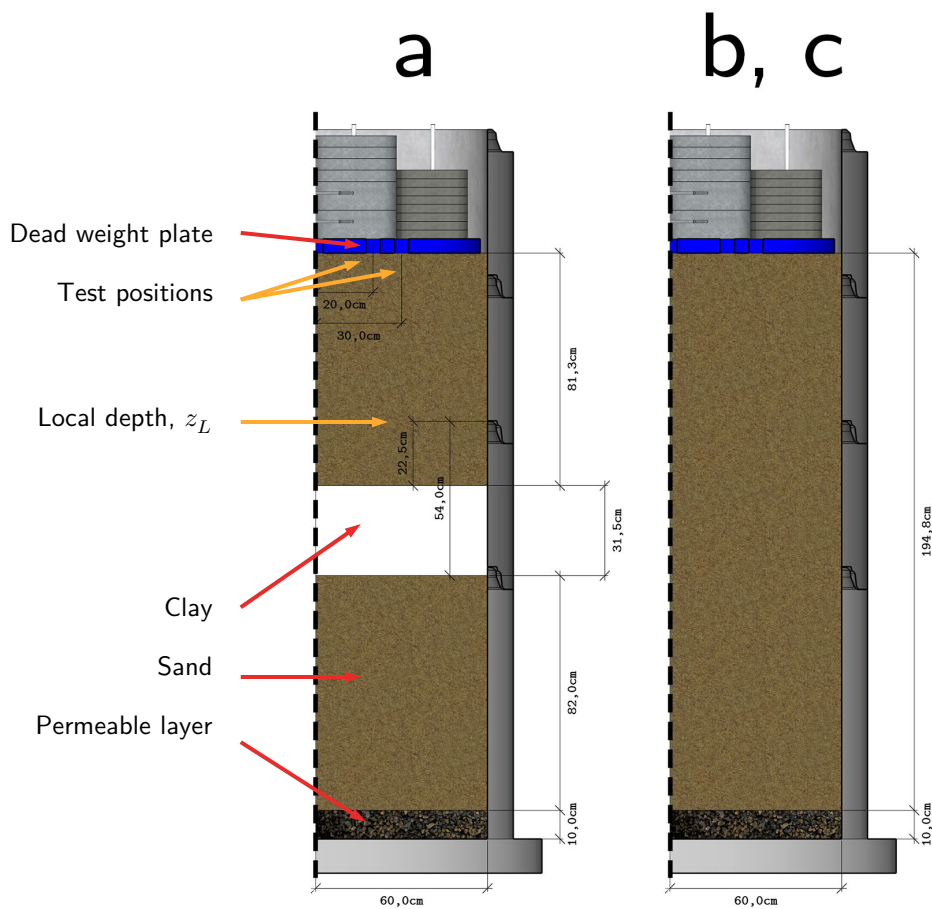 a
b, c
Dead weight plate
Test positions
20,0cm
30,0cm
81,3cm
Local depth, z_L
22,5cm
54,0cm
31,5cm
194,8cm
Clay
Sand
82,0cm
Permeable layer
10,0cm
10,0cm
60,0cm
60,0cm